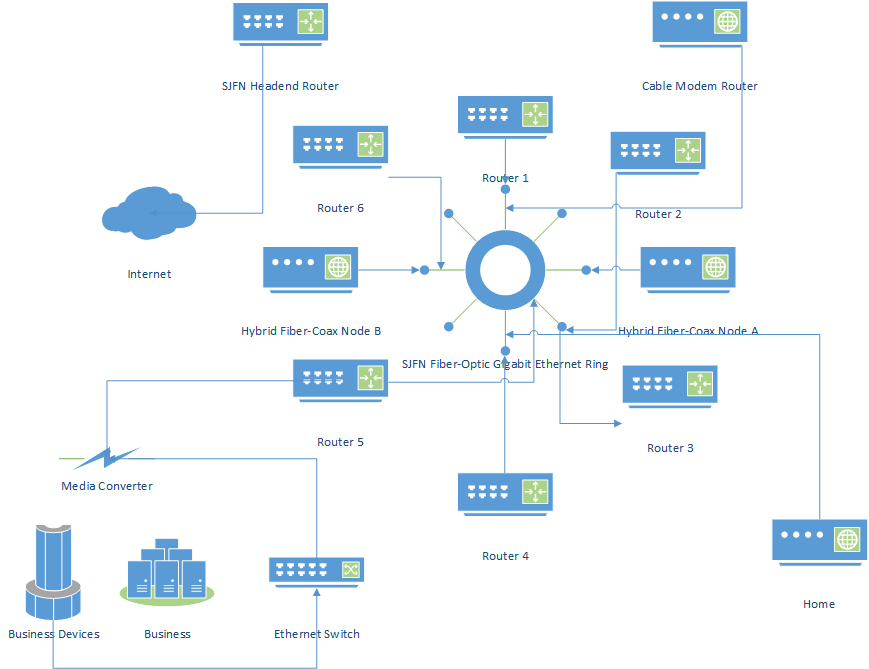 SJFN Headend Router
Cable Modem Router
Router 1
Router 6
Router 2
Internet
Hybrid Fiber-Coax Node B
Hybrid Fiber-Coax Node A
SJFN Fiber-Optic Gigabit Ethernet Ring
Router 5
Router 3
Media Converter
Router 4
Home
Business Devices
Business
Ethernet Switch